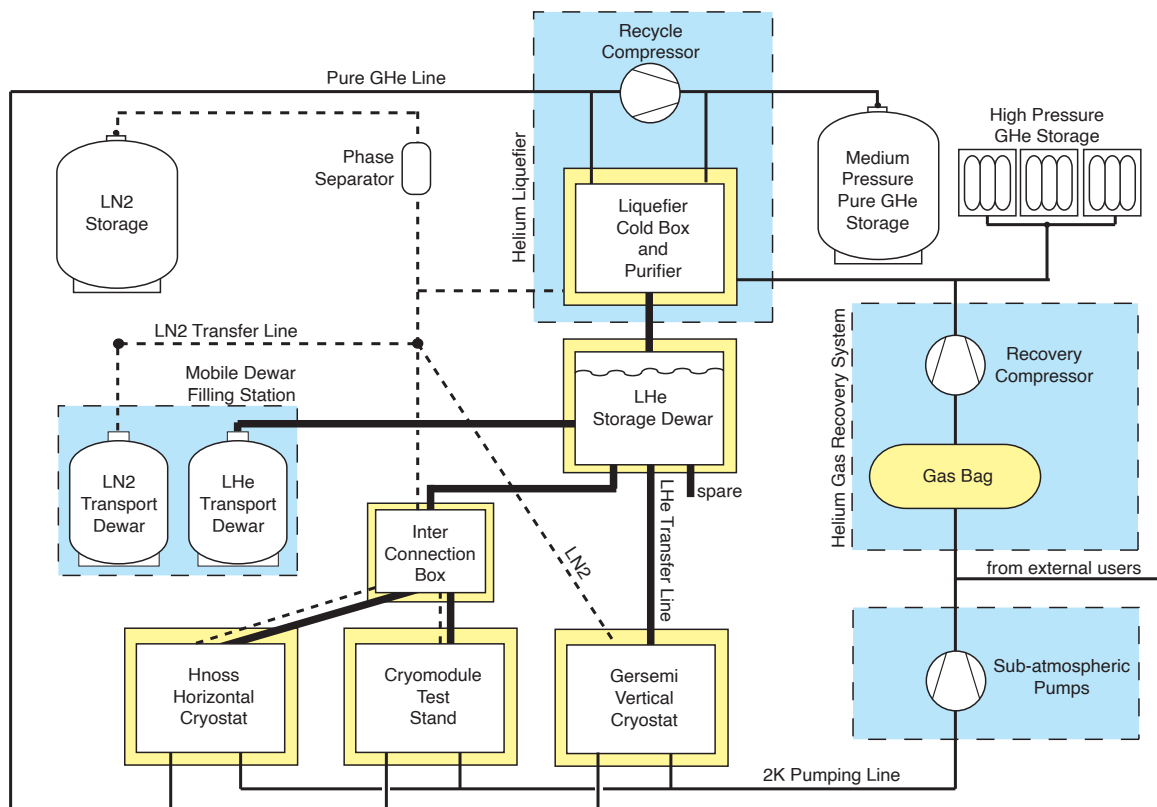 Recycle
Compressor
Pure GHe Line
High Pressure
GHe Storage
Phase
Separator
LN2
Storage
Helium Liquefier
Liquefier
Cold Box
and
Purifier
Medium
Pressure
Pure GHe
Storage
LN2 Transfer Line
Mobile Dewar
Filling Station
LHe
Storage Dewar
Helium Gas Recovery System
Recovery
Compressor
Gas Bag
LN2
Transport
Dewar
LHe
Transport
Dewar
spare
Inter
Connection
Box
LN2
LHe Transfer Line
from external users
Hnoss
Horizontal
Cryostat
Cryomodule
Test
Stand
Gersemi
Vertical
Cryostat
Sub-atmospheric
Pumps
2K Pumping Line